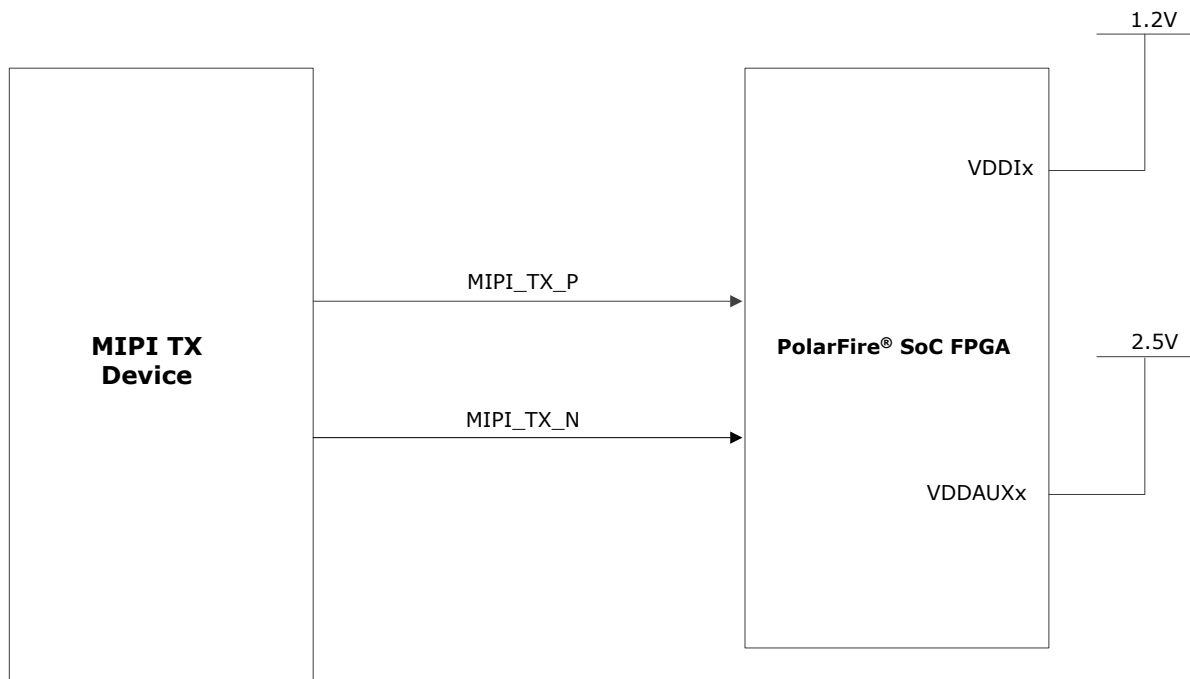 1.2V
VDDIx
MIPI_TX_P
MIPI TX
Device
PolarFire® SoC FPGA
2.5V
MIPI_TX_N
VDDAUXx